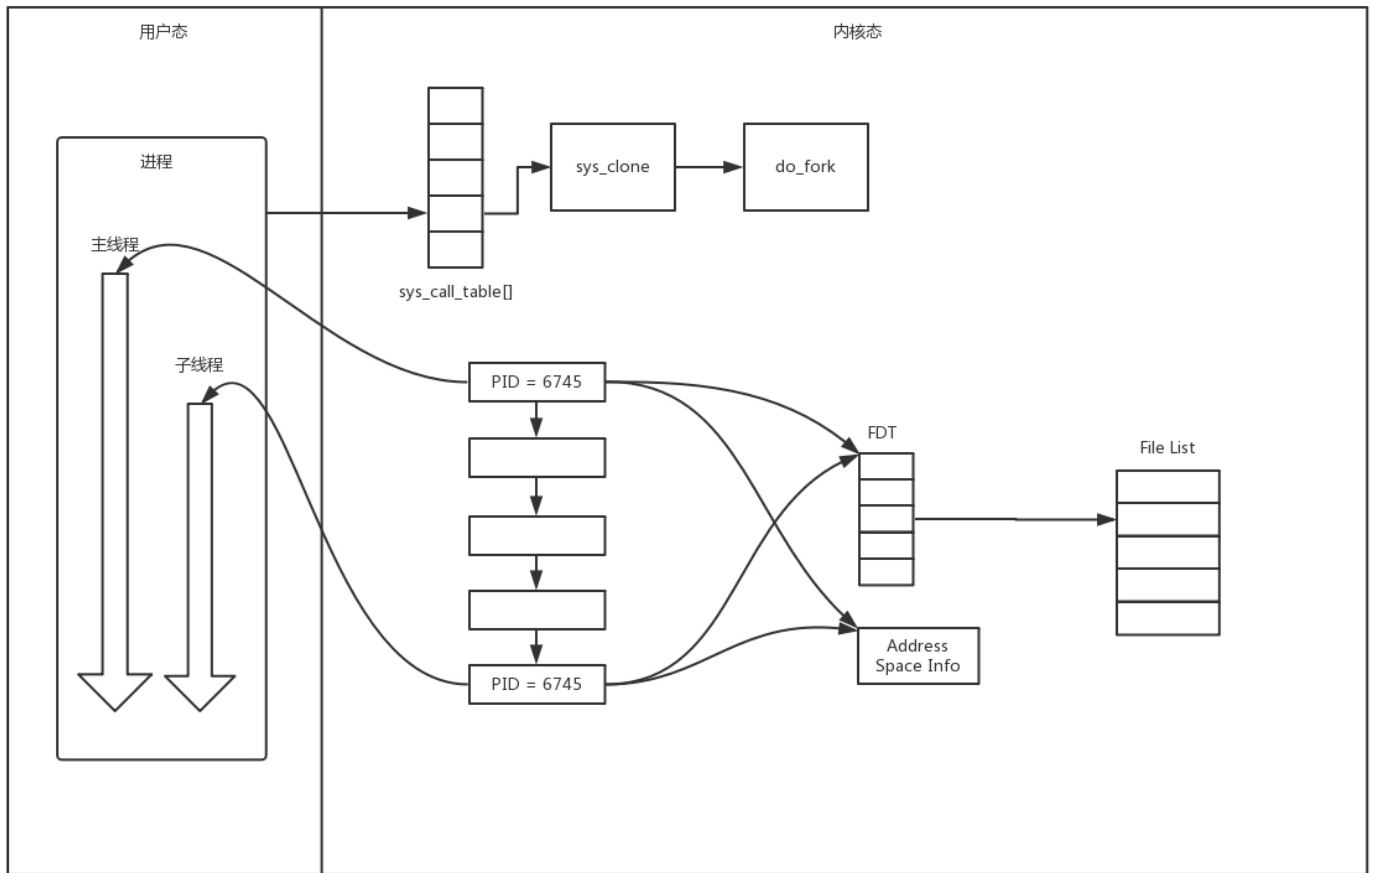 用户态
内核态
进程
sys_clone
do_fork
主线程
sys_call_table[]
子线程
PID = 6745
FDT
File List
Address
Space Info
PID = 6745